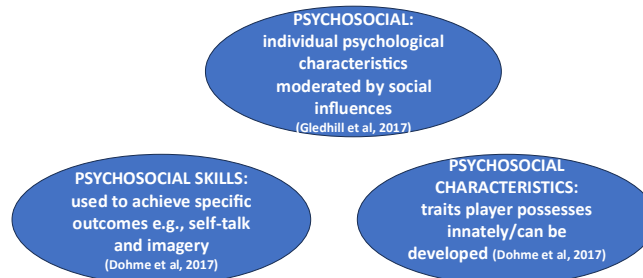 PSYCHOSOCIAL:
individual psychological
characteristics
moderated by social
influences
(Gledhill et al, 2017)
PSYCHOSOCIAL SKILLS:
used to achieve specific
outcomes e.g., self-talk
and imagery
(Dohme et al, 2017)
PSYCHOSOCIAL
CHARACTERISTICS:
traits player possesses
innately/can be
developed (Dohme et al, 2017)